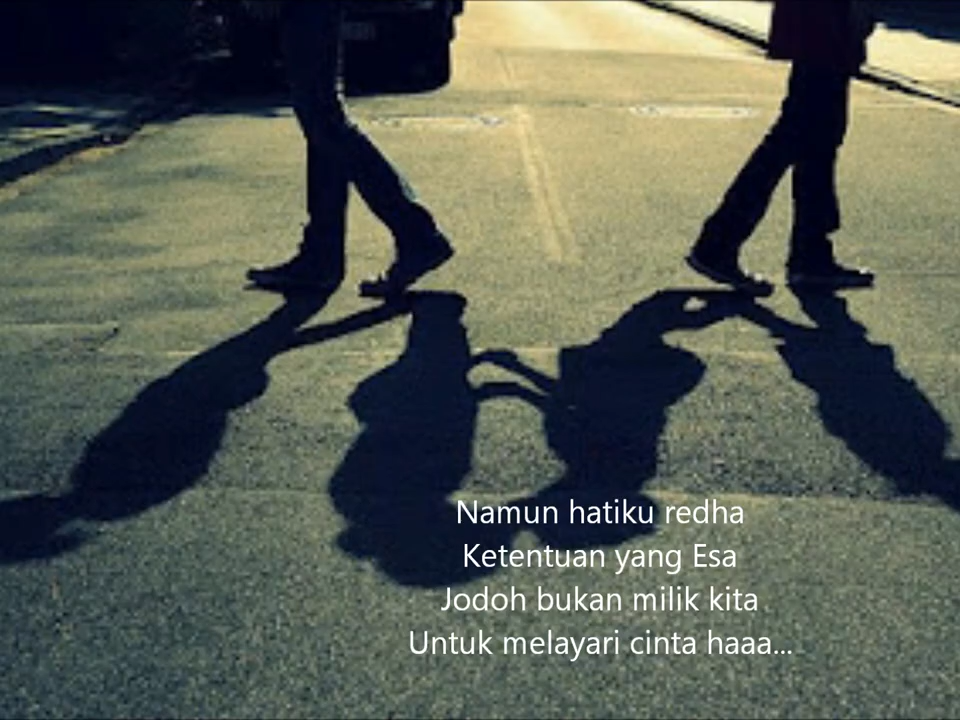 Namun hatiku redha
Ketentuan yang Esa
Jodoh bukan milik kita
Untuk melayari cinta haaa...